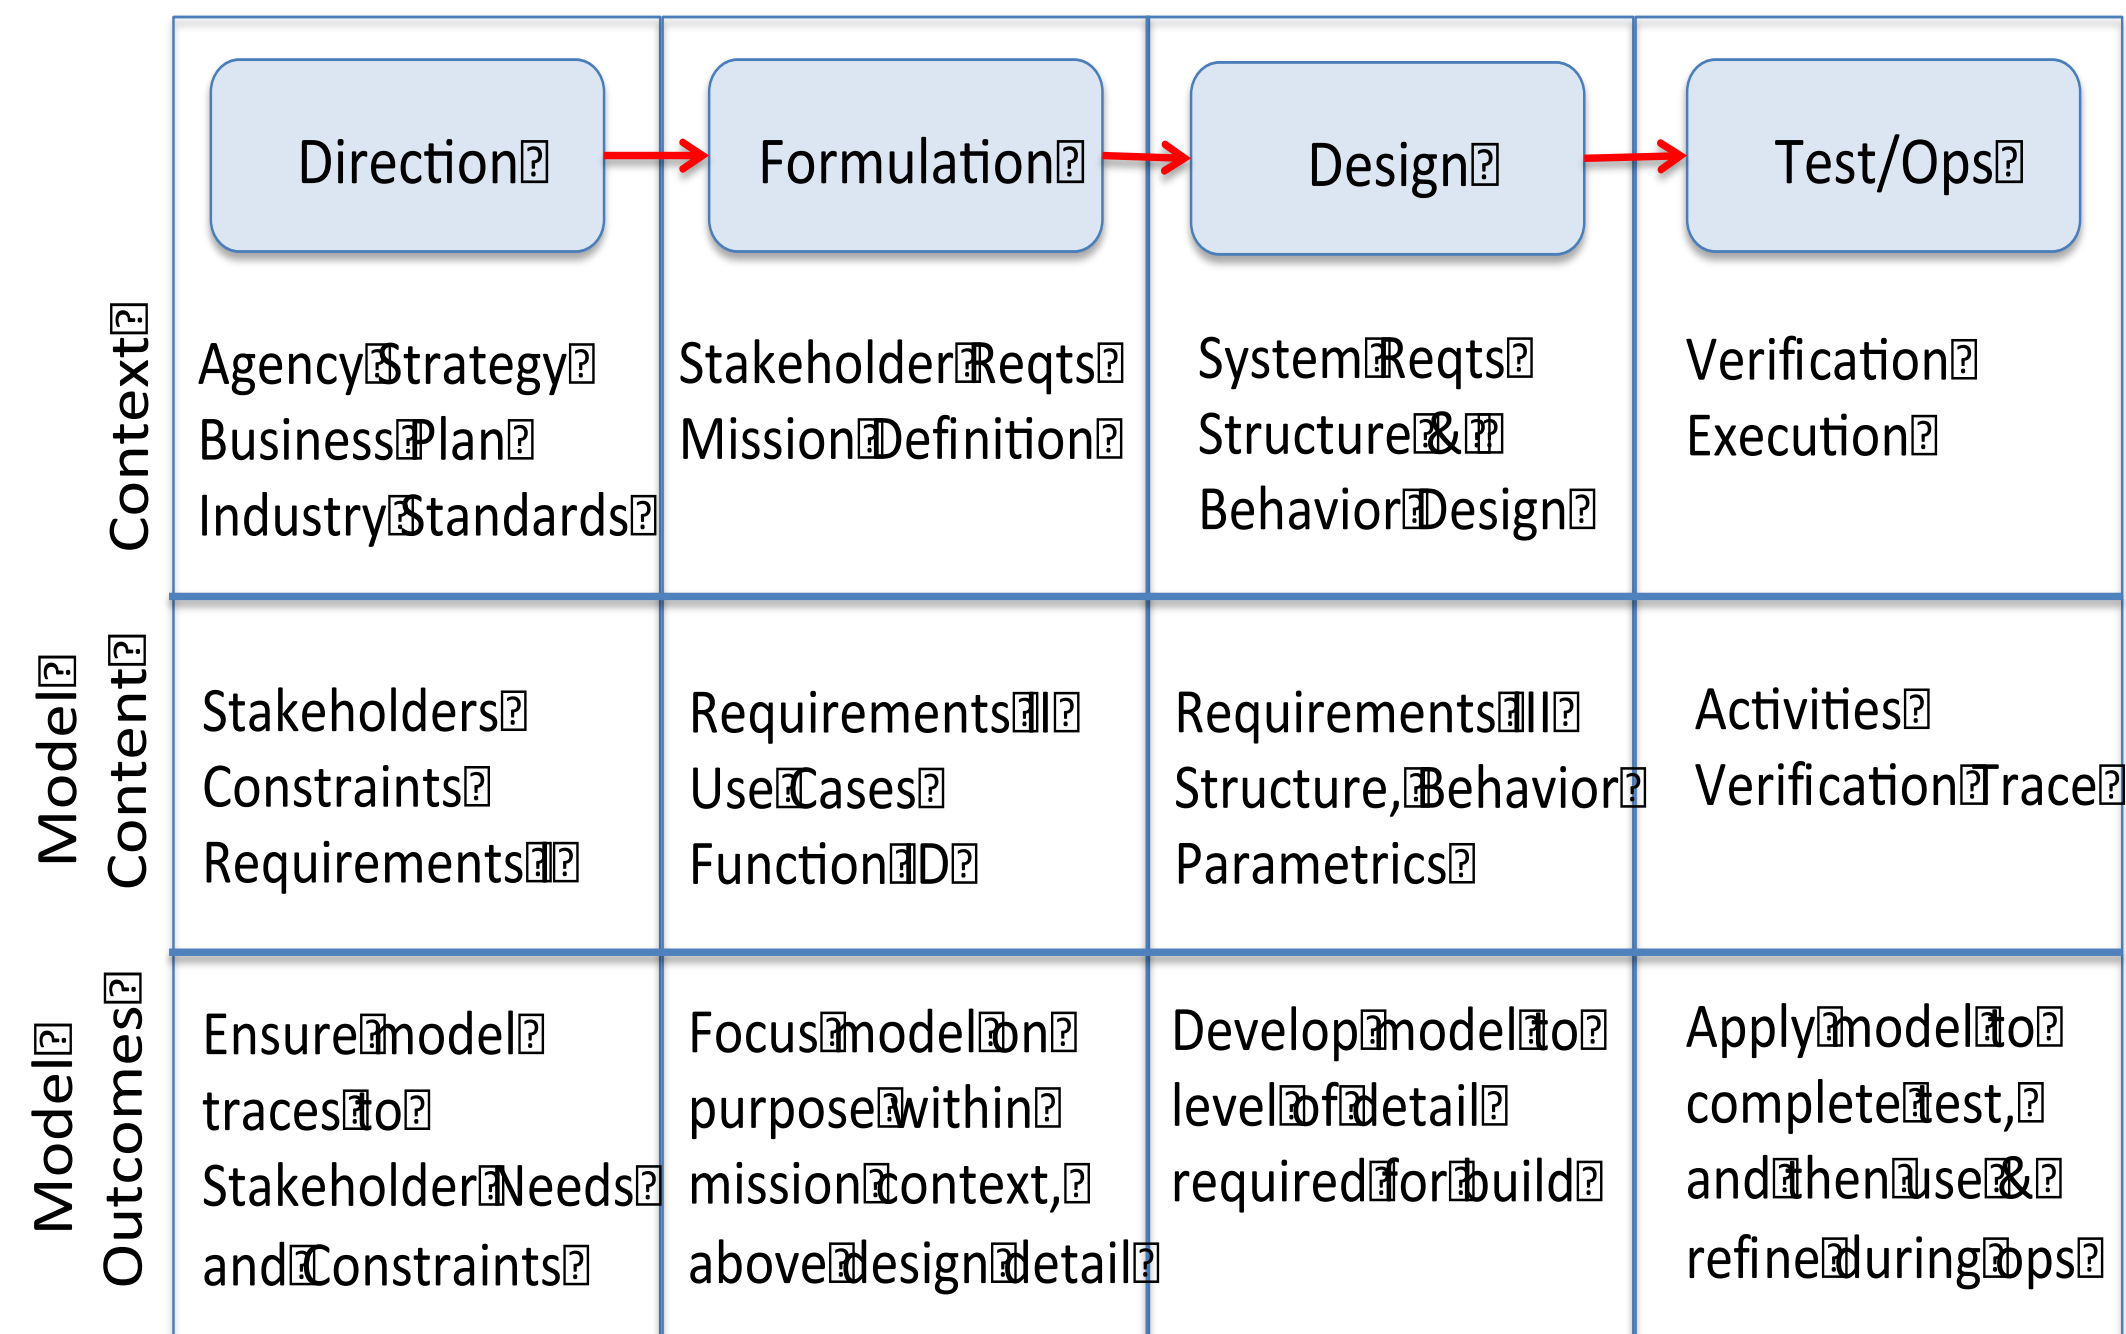 Direction
Formulation
Design
Test/Ops
Context
Agency Strategy
Business Plan
Industry Standards
Stakeholder Reqts
Mission Definition
System Reqts
Structure &
Behavior Design
Verification
Execution
Model
Content
Stakeholders
Constraints
Requirements I
Requirements II
Use Cases
Function ID
Requirements III
Structure, Behavior
Parametrics
Activities
Verification Trace
Model
Outcomes
Ensure model
traces to
Stakeholder Needs
and Constraints
Focus model on
purpose within
mission context,
above design detail
Develop model to
level of detail
required for build
Apply model to
complete test,
and then use &
refine during ops